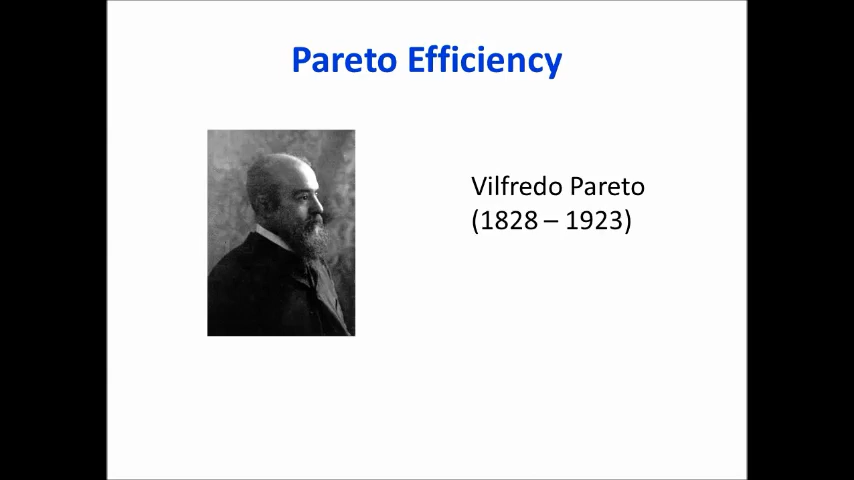 Pareto Efficiency
Vilfredo Pareto
(1828 – 1923)